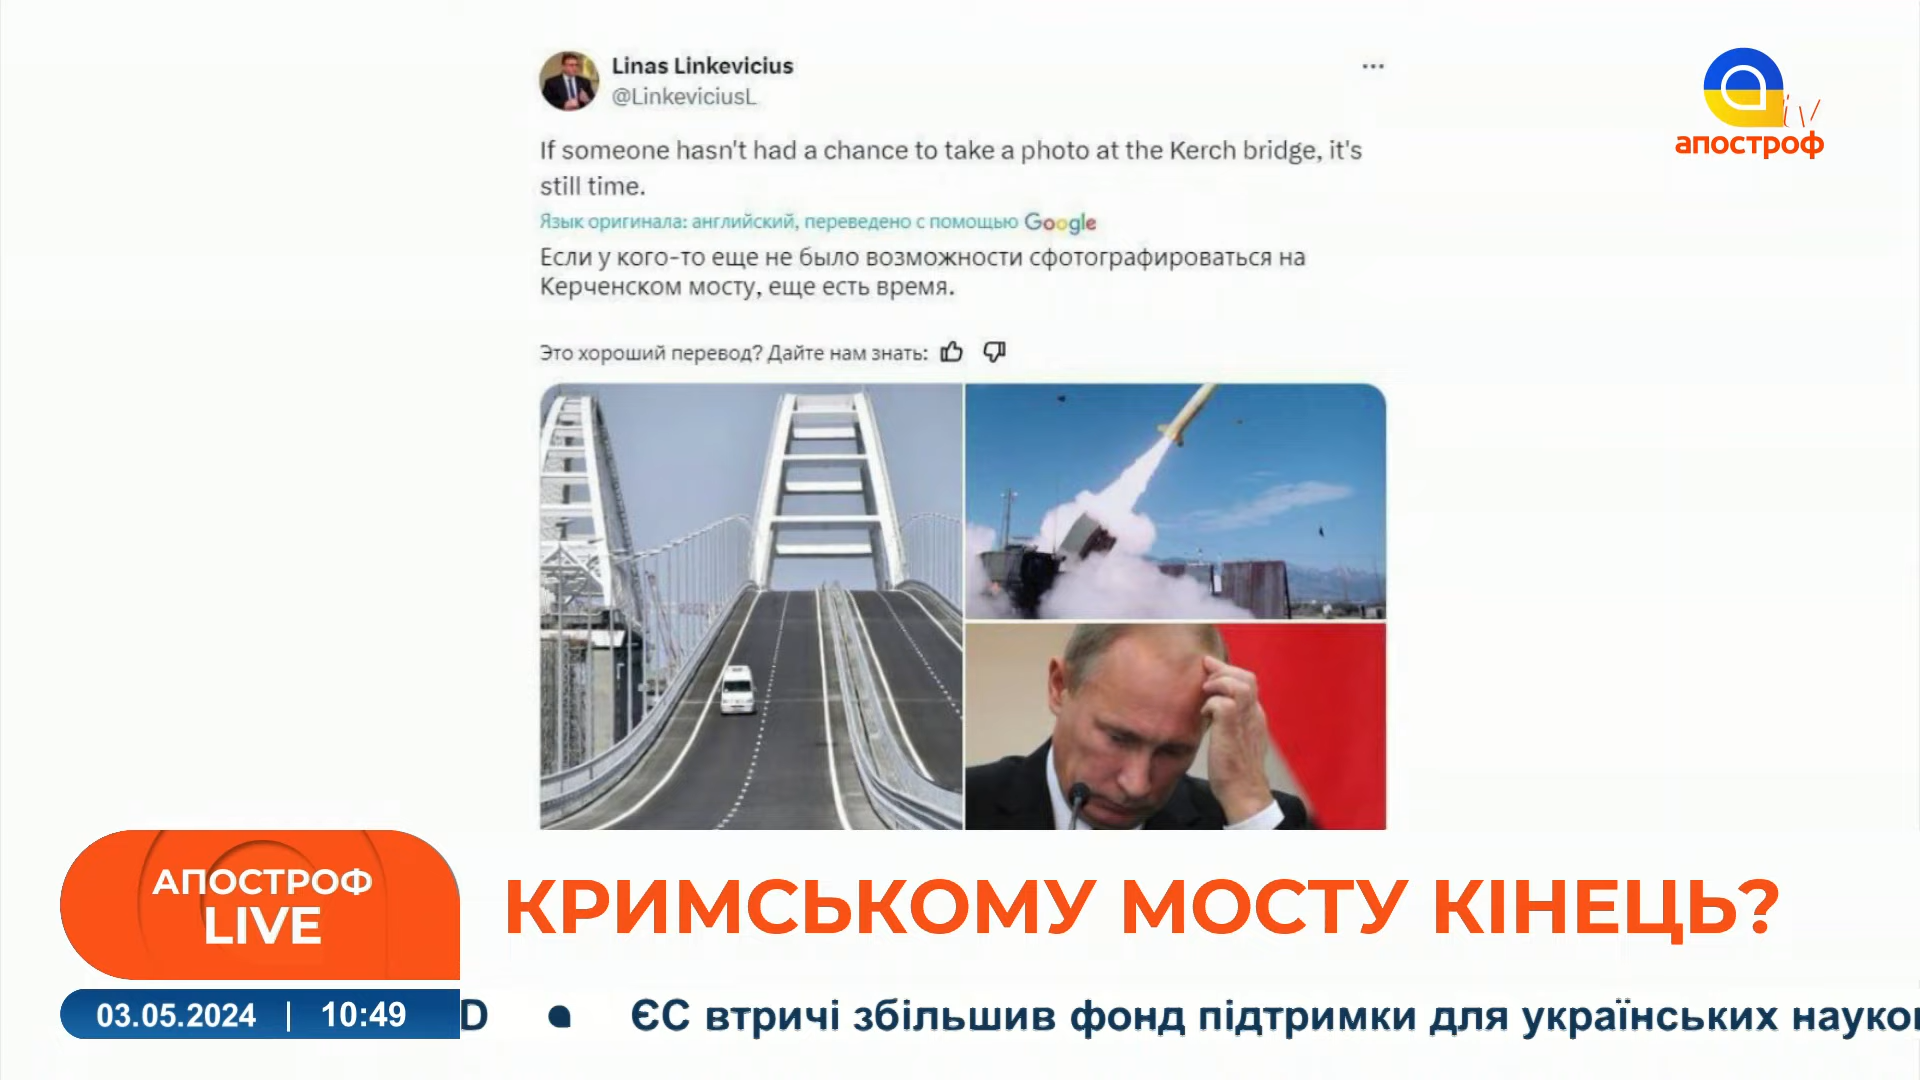 Linas Linkevicius
@LinkeviciusL
If someone hasn't had a chance to take a photo at the Kerch bridge, it's
still time.
Язык оригинала: английский, переведено с помощью Google
Если у кого-то еще не было возможности сфотографироваться на
Керченском мосту, еще есть время.
Это хороший перевод? Дайте нам знать:
tv
апостроф
АПОСТРОФ
LIVE
КРИМСЬКОМУ МОСТУ КІНЕЦЬ?
03.05.2024 | 10:49
ЄС втричі збільшив фонд підтримки для українських